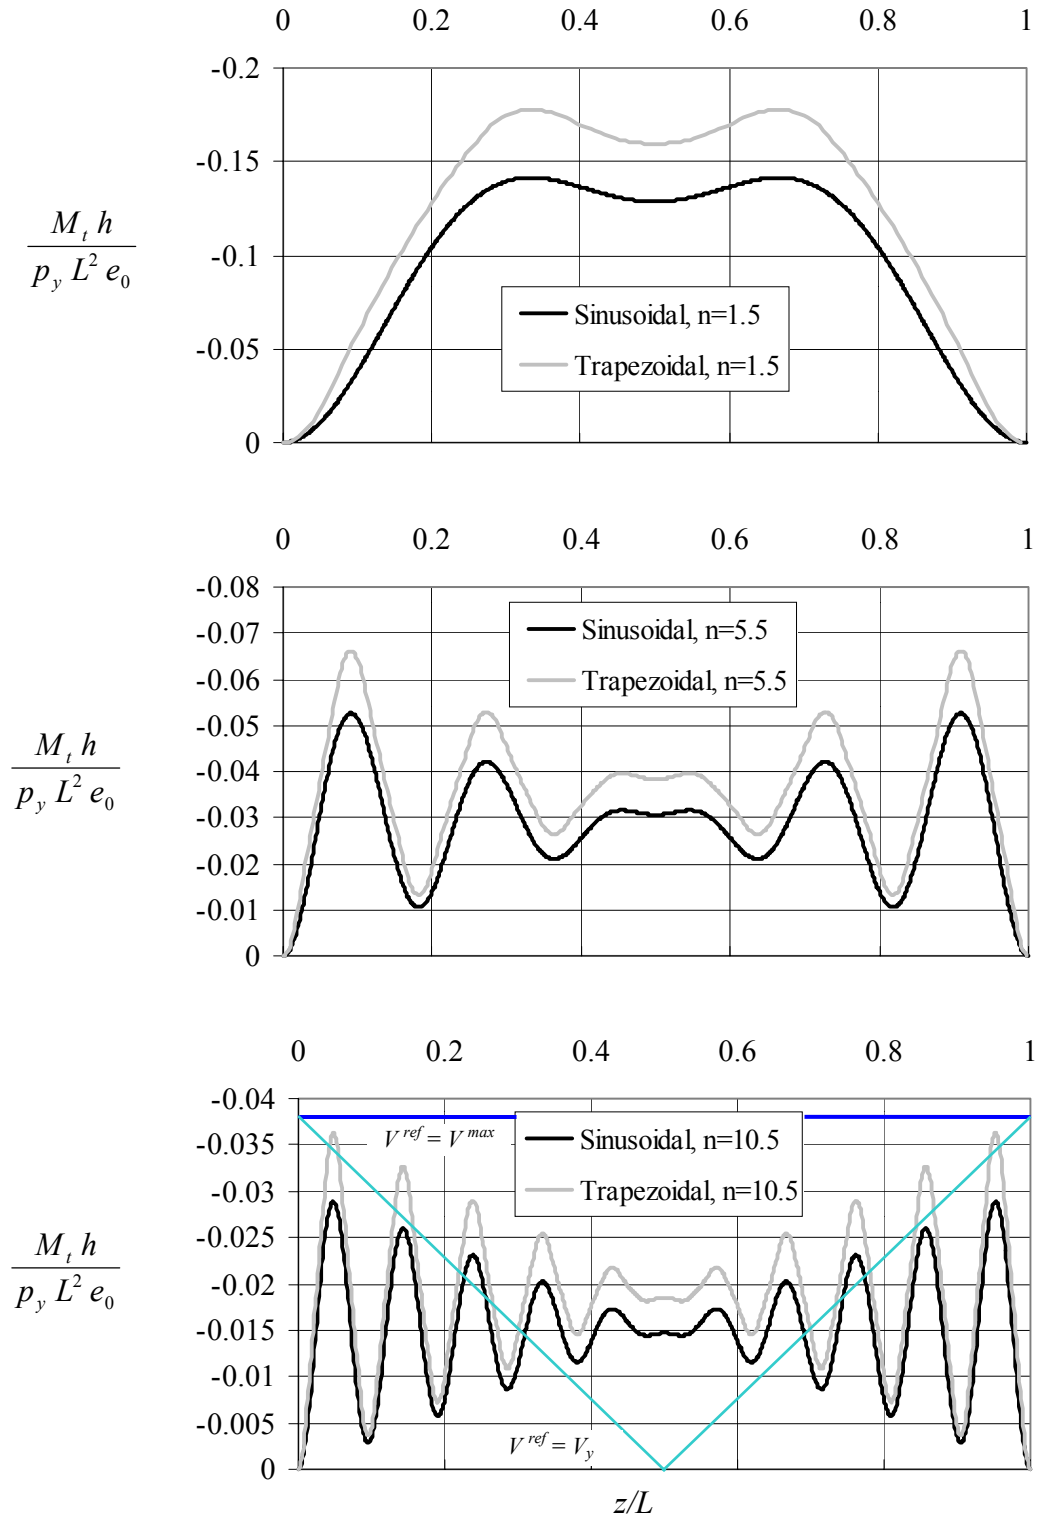 0 0.2 0.4 0.6 0.8 1
-0.2
-0.15
-0.1
-0.05
0
M_t h
p_y L^2 e_0
Sinusoidal, n=1.5
Trapezoidal, n=1.5
0 0.2 0.4 0.6 0.8 1
-0.08
-0.07
-0.06
-0.05
-0.04
-0.03
-0.02
-0.01
0
M_t h
p_y L^2 e_0
Sinusoidal, n=5.5
Trapezoidal, n=5.5
0 0.2 0.4 0.6 0.8 1
-0.04
-0.035
-0.03
-0.025
-0.02
-0.015
-0.01
-0.005
0
M_t h
p_y L^2 e_0
V^ref = V^max
Sinusoidal, n=10.5
Trapezoidal, n=10.5
V^ref = V_y
z/L